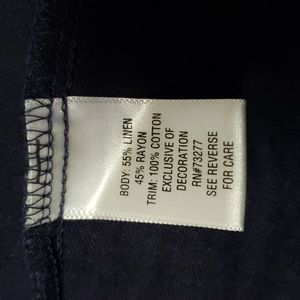 BODY: 55% LINEN
45% RAYON
TRIM: 100% COTTON
EXCLUSIVE OF
DECORATION
RN#73277
SEE REVERSE
FOR CARE